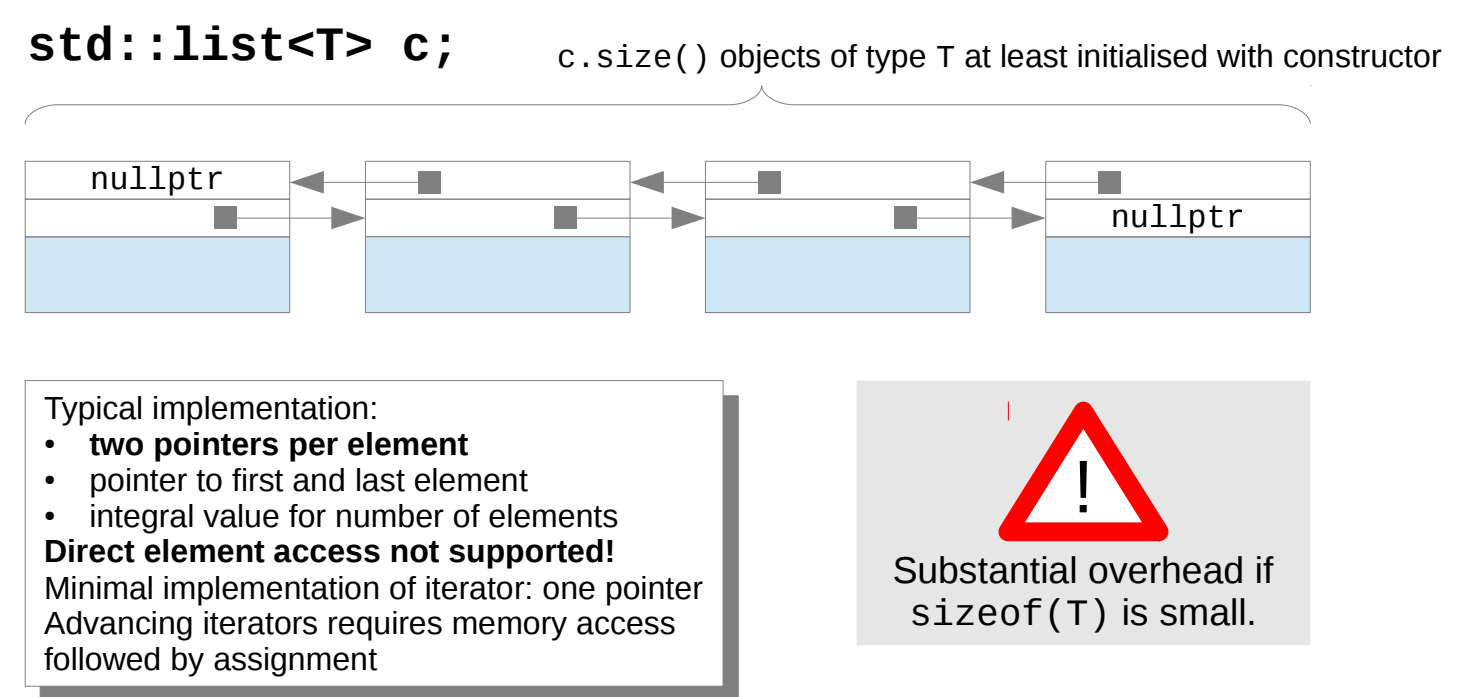 std::list<T> c;
c.size() objects of type T at least initialised with constructor
nullptr
nullptr
Typical implementation:
• two pointers per element
• pointer to first and last element
• integral value for number of elements
Direct element access not supported!
Minimal implementation of iterator: one pointer
Advancing iterators requires memory access
followed by assignment
!
Substantial overhead if
sizeof(T) is small.